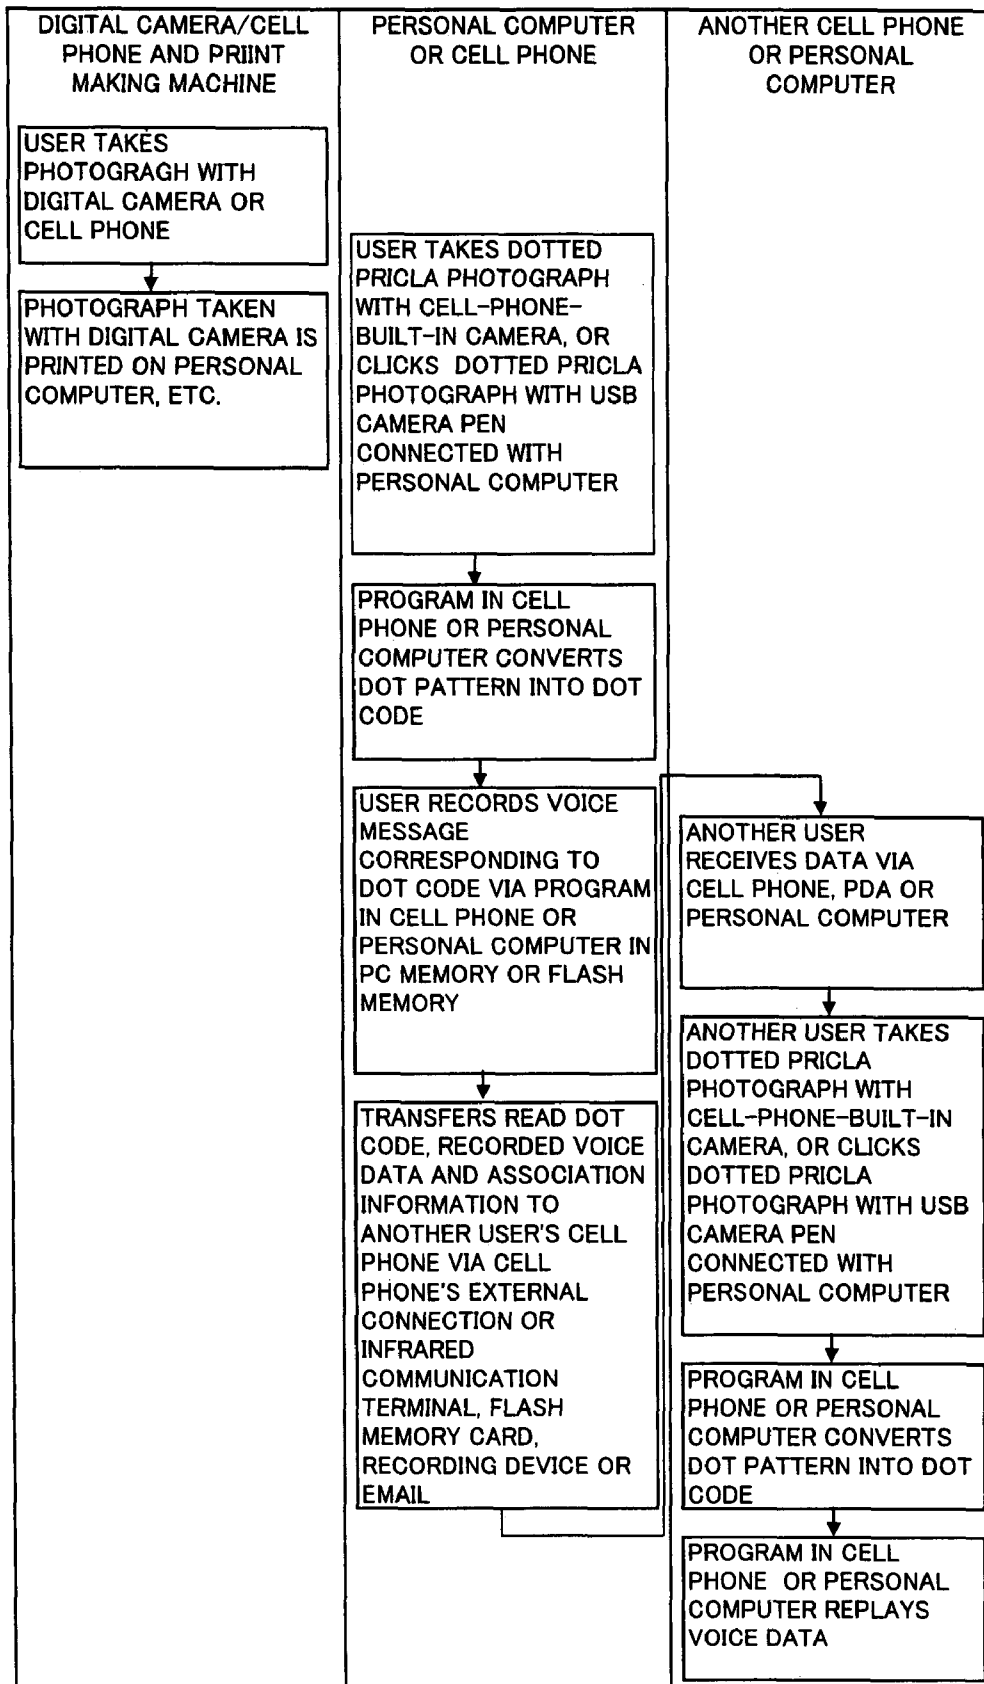 DIGITAL CAMERA/CELL
PHONE AND PRIINT
MAKING MACHINE
USER TAKES
PHOTOGRAGH WITH
DIGITAL CAMERA OR
CELL PHONE
PHOTOGRAPH TAKEN
WITH DIGITAL CAMERA IS
PRINTED ON PERSONAL
COMPUTER, ETC.
PERSONAL COMPUTER
OR CELL PHONE
USER TAKES DOTTED
PRICLA PHOTOGRAPH
WITH CELL-PHONE-
BUILT-IN CAMERA, OR
CLICKS DOTTED PRICLA
PHOTOGRAPH WITH USB
CAMERA PEN
CONNECTED WITH
PERSONAL COMPUTER
PROGRAM IN CELL
PHONE OR PERSONAL
COMPUTER CONVERTS
DOT PATTERN INTO DOT
CODE
USER RECORDS VOICE
MESSAGE
CORRESPONDING TO
DOT CODE VIA PROGRAM
IN CELL PHONE OR
PERSONAL COMPUTER IN
PC MEMORY OR FLASH
MEMORY
TRANSFERS READ DOT
CODE, RECORDED VOICE
DATA AND ASSOCIATION
INFORMATION TO
ANOTHER USER'S CELL
PHONE VIA CELL
PHONE'S EXTERNAL
CONNECTION OR
INFRARED
COMMUNICATION
TERMINAL, FLASH
MEMORY CARD,
RECORDING DEVICE OR
EMAIL
ANOTHER CELL PHONE
OR PERSONAL
COMPUTER
ANOTHER USER
RECEIVES DATA VIA
CELL PHONE, PDA OR
PERSONAL COMPUTER
ANOTHER USER TAKES
DOTTED PRICLA
PHOTOGRAPH WITH
CELL-PHONE-BUILT-IN
CAMERA, OR CLICKS
DOTTED PRICLA
PHOTOGRAPH WITH USB
CAMERA PEN
CONNECTED WITH
PERSONAL COMPUTER
PROGRAM IN CELL
PHONE OR PERSONAL
COMPUTER CONVERTS
DOT PATTERN INTO DOT
CODE
PROGRAM IN CELL
PHONE OR PERSONAL
COMPUTER REPLAYS
VOICE DATA